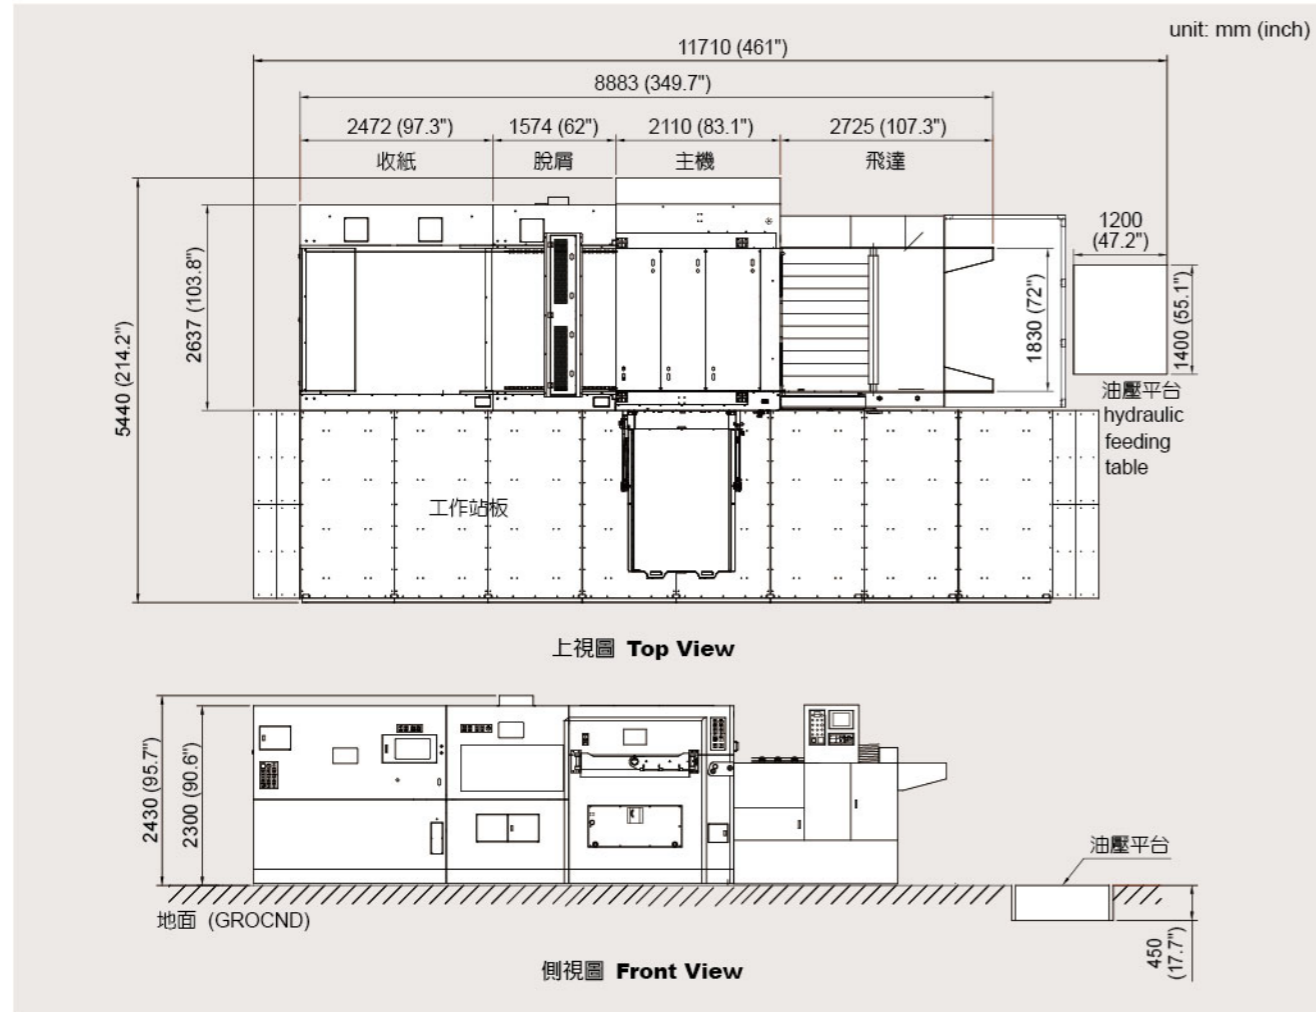 unit: mm (inch)
11710 (461")
8883 (349.7")
2472 (97.3")
1574 (62")
2110 (83.1")
2725 (107.3")
收紙
脫屑
主機
飛達
1200
(47.2")
5440 (214.2")
2637 (103.8")
1830 (72")
1400 (55.1")
油壓平台
hydraulic
feeding
table
工作站板
上視圖 Top View
2430 (95.7")
2300 (90.6")
油壓平台
地面 (GROCND)
450
(17.7")
側視圖 Front View